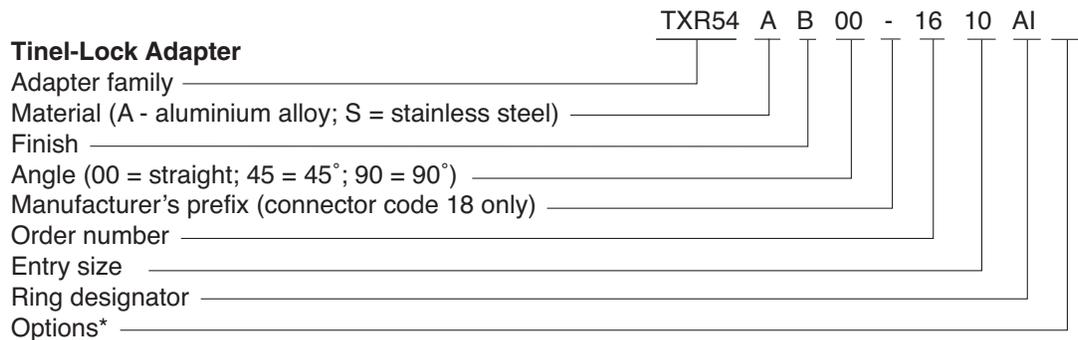 TXR54 A B 00 - 16 10 AI
Tinel-Lock Adapter
Adapter family
Material (A - aluminium alloy; S = stainless steel)
Finish
Angle (00 = straight; 45 = 45˚; 90 = 90˚)
Manufacturer's prefix (connector code 18 only)
Order number
Entry size
Ring designator
Options*